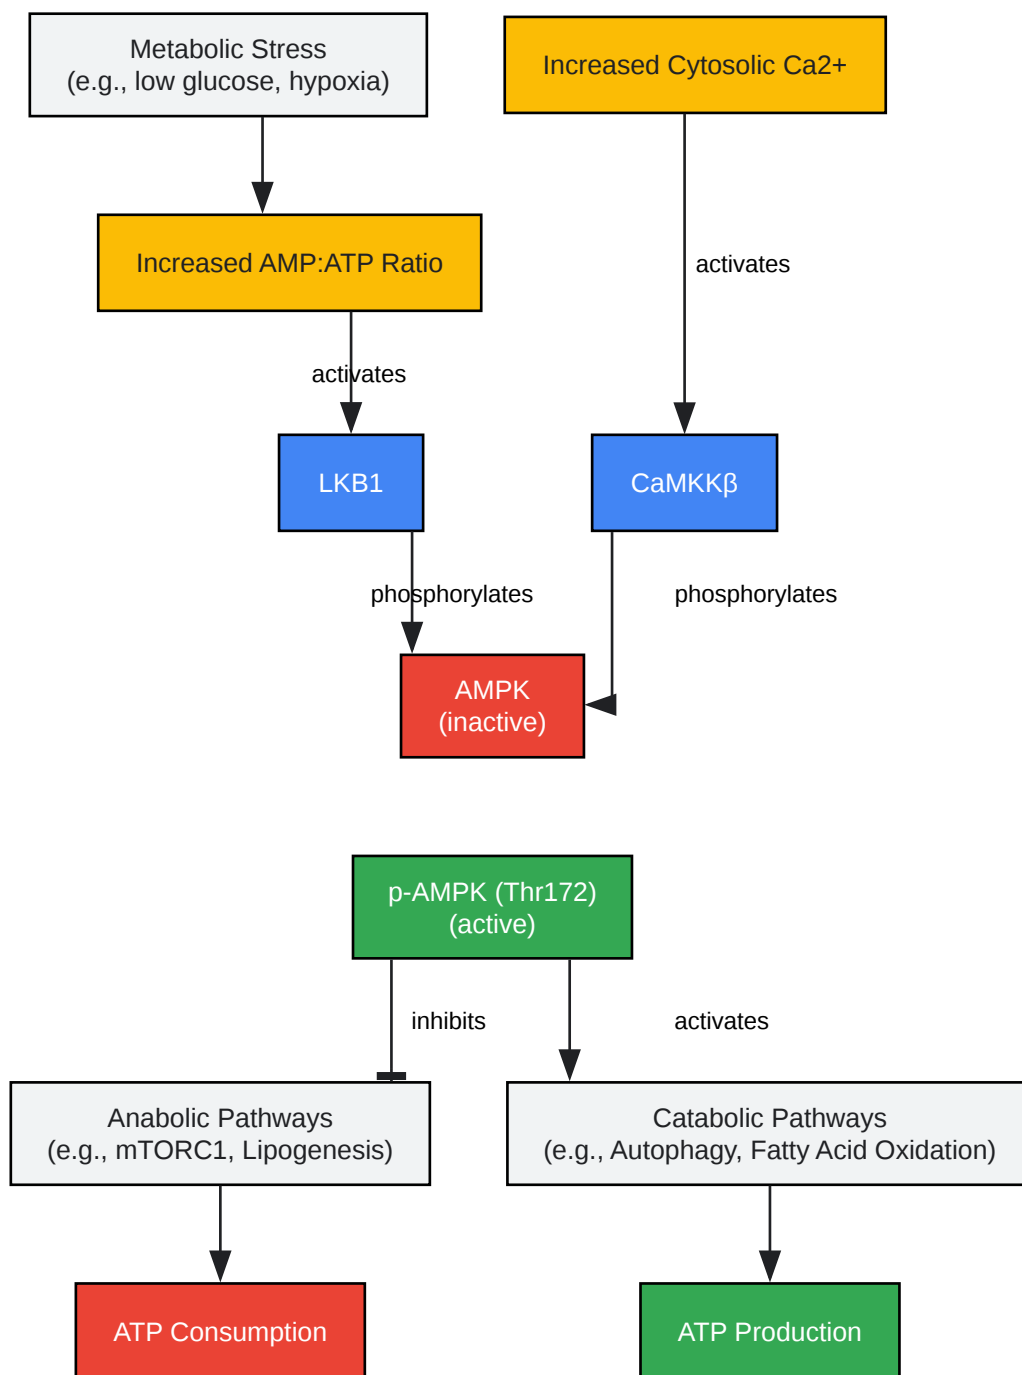 Metabolic Stress
(e.g., low glucose, hypoxia)
Increased Cytosolic Ca2+
Increased AMP:ATP Ratio
activates
activates
LKB1
CaMKKβ
phosphorylates
phosphorylates
AMPK
(inactive)
p-AMPK (Thr172)
(active)
inhibits
activates
Anabolic Pathways
(e.g., mTORC1, Lipogenesis)
Catabolic Pathways
(e.g., Autophagy, Fatty Acid Oxidation)
ATP Consumption
ATP Production